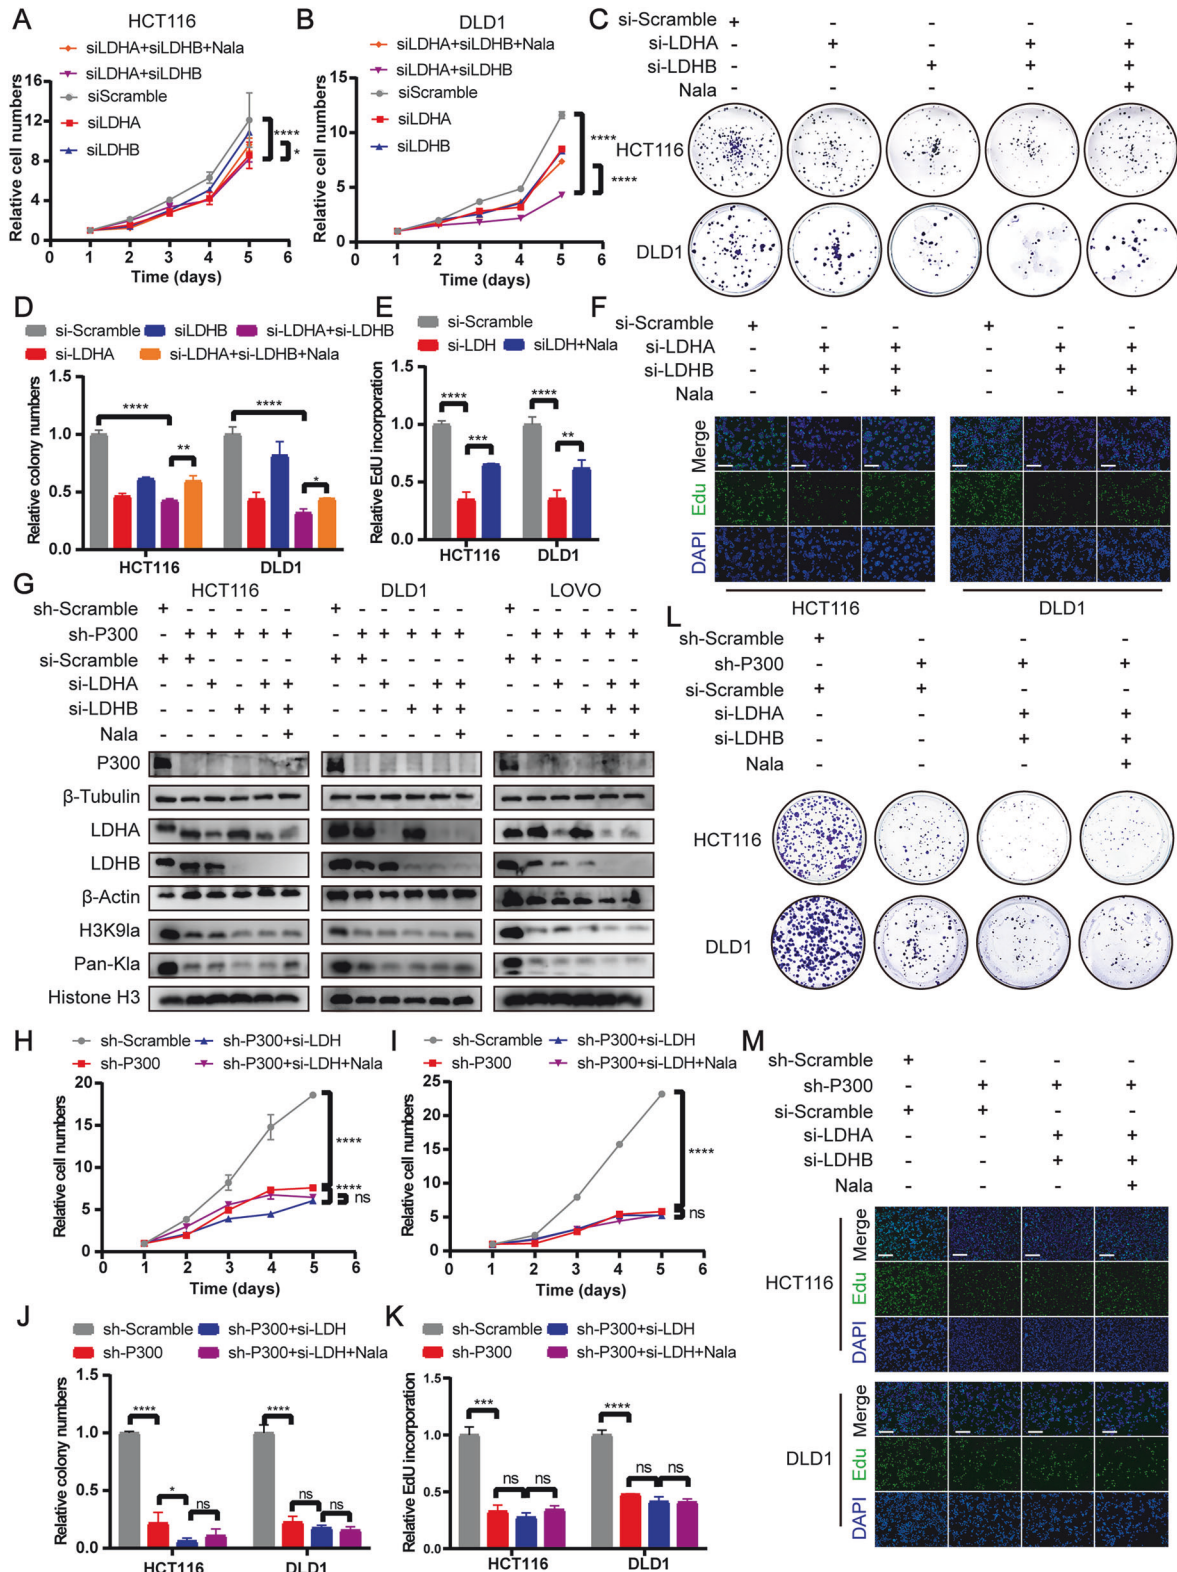 A
HCT116
siLDHA+siLDHB+Nala
siLDHA+siLDHB
siScramble
siLDHA
siLDHB
Relative cell numbers
16
12
8
4
0
0 1 2 3 4 5 6
Time (days)
****
*
B
DLD1
siLDHA+siLDHB+Nala
siLDHA+siLDHB
siScramble
siLDHA
siLDHB
Relative cell numbers
15
10
5
0
0 1 2 3 4 5 6
Time (days)
****
****
C
si-Scramble + - - - -
si-LDHA - + - + +
si-LDHB - - + + +
Nala - - - - +
HCT116
DLD1
D
si-Scramble siLDHB si-LDHA+si-LDHB
si-LDHA si-LDHA+si-LDHB+Nala
Relative colony numbers
1.5
1.0
0.5
0.0
**** ** **** *
HCT116 DLD1
E
si-Scramble
si-LDH siLDH+Nala
Relative EdU incorporation
1.5
1.0
0.5
0.0
**** *** **** **
HCT116 DLD1
F
si-Scramble + - - + - -
si-LDHA - + + - + +
si-LDHB - + + - + +
Nala - - + - - +
Merge
Edu
DAPI
HCT116 DLD1
G
HCT116 DLD1 LOVO
sh-Scramble + - - - - - + - - - - - + - - - - -
sh-P300 - + + + + + - + + + + + - + + + + +
si-Scramble + + - - - - + + - - - - + + - - - -
si-LDHA - - + - + + - - + - + + - - + - + +
si-LDHB - - - + + + - - - + + + - - - + + +
Nala - - - - - + - - - - - + - - - - - +
P300
β-Tubulin
LDHA
LDHB
β-Actin
H3K9la
Pan-Kla
Histone H3
H
sh-Scramble sh-P300+si-LDH
sh-P300 sh-P300+si-LDH+Nala
Relative cell numbers
20
15
10
5
0
0 1 2 3 4 5 6
Time (days)
****
****
ns
I
sh-Scramble sh-P300+si-LDH
sh-P300 sh-P300+si-LDH+Nala
Relative cell numbers
25
20
15
10
5
0
0 1 2 3 4 5 6
Time (days)
****
ns
J
sh-Scramble sh-P300+si-LDH
sh-P300 sh-P300+si-LDH+Nala
Relative colony numbers
1.5
1.0
0.5
0.0
**** * ns **** ns ns
HCT116 DLD1
K
sh-Scramble sh-P300+si-LDH
sh-P300 sh-P300+si-LDH+Nala
Relative EdU incorporation
1.5
1.0
0.5
0.0
*** ns ns **** ns ns
HCT116 DLD1
L
sh-Scramble + - - -
sh-P300 - + + +
si-Scramble + + - -
si-LDHA - - + +
si-LDHB - - + +
Nala - - - +
HCT116
DLD1
M
sh-Scramble + - - -
sh-P300 - + + +
si-Scramble + + - -
si-LDHA - - + +
si-LDHB - - + +
Nala - - - +
HCT116
Merge
Edu
DAPI
DLD1
Merge
Edu
DAPI